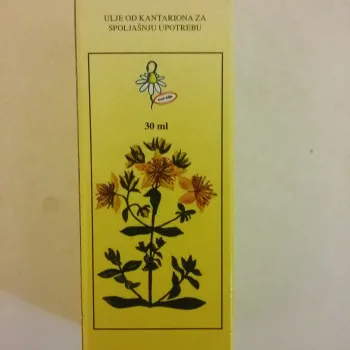 ULJE OD KANTARIONA ZA
SPOLJAŠNJU UPOTREBU
30 ml